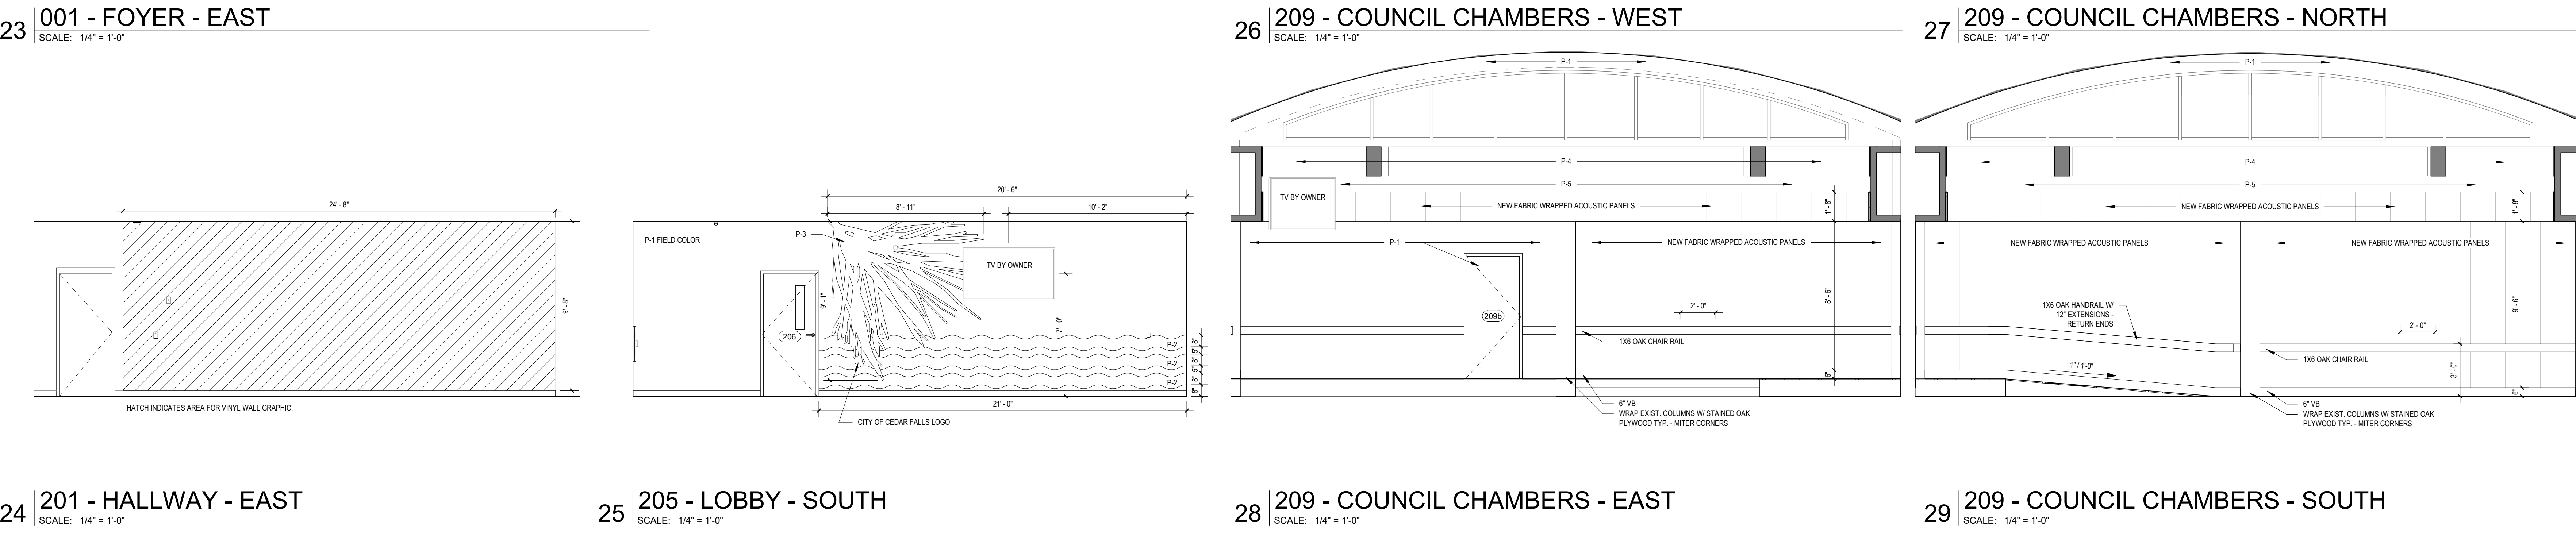 23
001 - FOYER - EAST
SCALE: 1/4" = 1'-0"
26
209 - COUNCIL CHAMBERS - WEST
SCALE: 1/4" = 1'-0"
27
209 - COUNCIL CHAMBERS - NORTH
SCALE: 1/4" = 1'-0"
24' - 8"
9' - 8"
HATCH INDICATES AREA FOR VINYL WALL GRAPHIC.
20' - 6"
8' - 11"
10' - 2"
P-1 FIELD COLOR
P-3
TV BY OWNER
9' - 1"
7' - 0"
206
P-2
P-2
P-2
8"
5"
8"
5"
8"
8"
21' - 0"
CITY OF CEDAR FALLS LOGO
P-1
P-4
P-5
TV BY OWNER
NEW FABRIC WRAPPED ACOUSTIC PANELS
1' - 8"
P-1
NEW FABRIC WRAPPED ACOUSTIC PANELS
8' - 6"
2' - 0"
209b
1X6 OAK CHAIR RAIL
6"
6" VB
WRAP EXIST. COLUMNS W/ STAINED OAK
PLYWOOD TYP. - MITER CORNERS
P-1
P-4
P-5
NEW FABRIC WRAPPED ACOUSTIC PANELS
1' - 8"
NEW FABRIC WRAPPED ACOUSTIC PANELS
NEW FABRIC WRAPPED ACOUSTIC PANELS
9' - 6"
1X6 OAK HANDRAIL W/
12" EXTENSIONS -
RETURN ENDS
2' - 0"
1X6 OAK CHAIR RAIL
1" / 1'-0"
3' - 0"
6"
6" VB
WRAP EXIST. COLUMNS W/ STAINED OAK
PLYWOOD TYP. - MITER CORNERS
24
201 - HALLWAY - EAST
SCALE: 1/4" = 1'-0"
25
205 - LOBBY - SOUTH
SCALE: 1/4" = 1'-0"
28
209 - COUNCIL CHAMBERS - EAST
SCALE: 1/4" = 1'-0"
29
209 - COUNCIL CHAMBERS - SOUTH
SCALE: 1/4" = 1'-0"